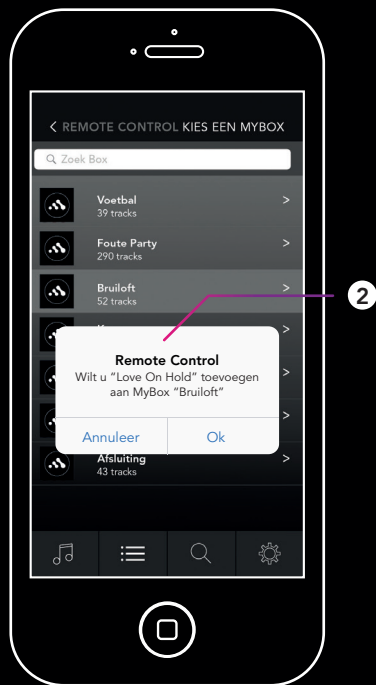 < REMOTE CONTROL KIES EEN MYBOX
Zoek Box
Voetbal
39 tracks
>
Foute Party
290 tracks
>
Bruiloft
52 tracks
>
2
Remote Control
Wilt u “Love On Hold” toevoegen
aan MyBox “Bruiloft”
Annuleer
Ok
>
>
>
Afsluiting
43 tracks
>